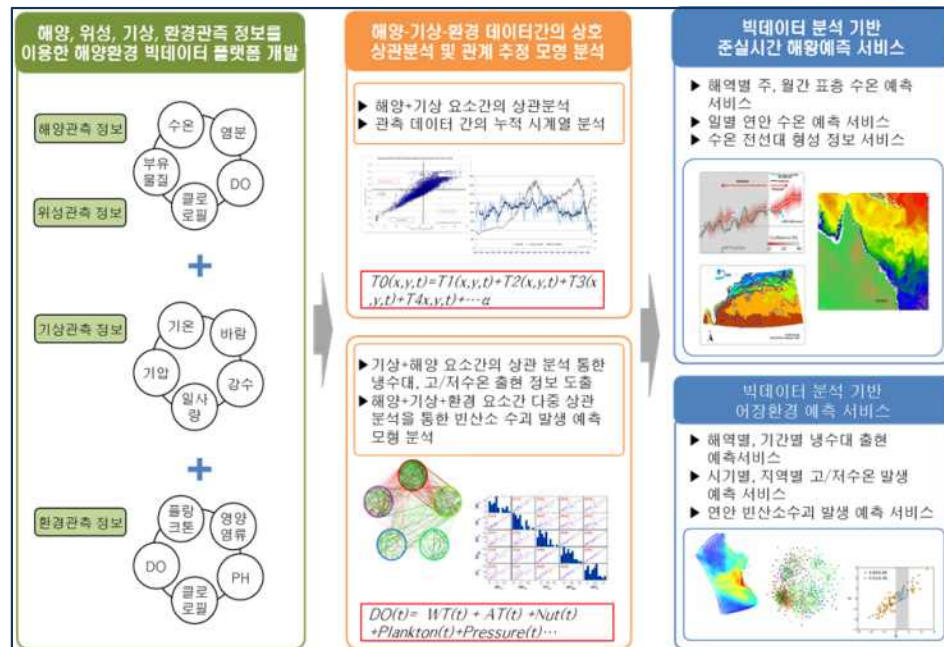 해양, 위성, 기상, 환경관측 정보를
이용한 해양환경 빅데이터 플랫폼 개발
해양관측 정보
위성관측 정보
수온
염분
부유
물질
DO
클로
로필
+
기상관측 정보
기온
바람
기압
강수
일사
량
+
환경관측 정보
플랑
크톤
영양
염류
DO
PH
클로
로필
해양-기상-환경 데이터간의 상호
상관분석 및 관계 추정 모형 분석
▶ 해양+기상 요소간의 상관분석
▶ 관측 데이터 간의 누적 시계열 분석
T0(x,y,t)=T1(x,y,t)+T2(x,y,t)+T3(x
,y,t)+T4x,y,t)+⋯α
▶기상+해양 요소간의 상관 분석 통한
냉수대, 고/저수온 출현 정보 도출
▶해양+기상+환경 요소간 다중 상관
분석을 통한 빈산소 수괴 발생 예측
모형 분석
DO(t)= WT(t) + AT(t) +Nut(t)
+Plankton(t)+Pressure(t)⋯
빅데이터 분석 기반
준실시간 해황예측 서비스
▶ 해역별 주, 월간 표층 수온 예측
서비스
▶ 일별 연안 수온 예측 서비스
▶ 수온 전선대 형성 정보 서비스
빅데이터 분석 기반
어장환경 예측 서비스
▶ 해역별, 기간별 냉수대 출현
예측서비스
▶ 시기별, 지역별 고/저수온 발생
예측 서비스
▶ 연안 빈산소수괴 발생 예측 서비스